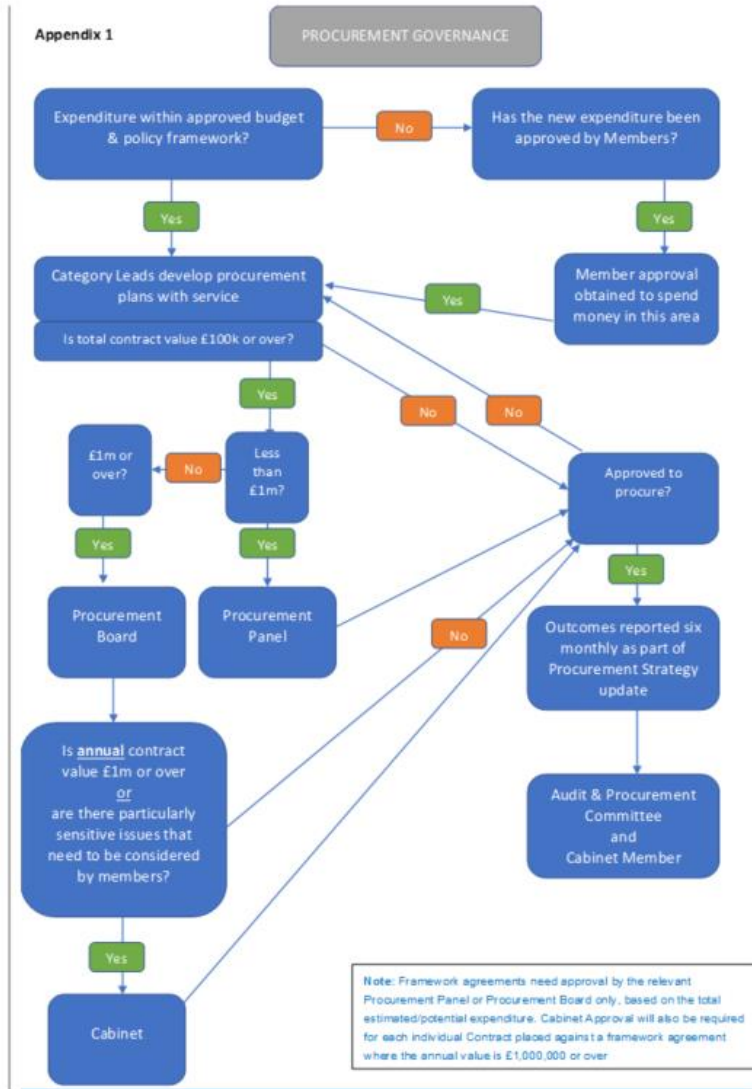 Appendix 1
PROCUREMENT GOVERNANCE
Expenditure within approved budget
& policy framework?
No
Has the new expenditure been
approved by Members?
Yes
Yes
Category Leads develop procurement
plans with service
Yes
Member approval
obtained to spend
money in this area
Is total contract value £100k or over?
Yes
No
No
£1m or
over?
No
Less
than
£1m?
Approved to
procure?
Yes
Yes
Yes
Procurement
Board
Procurement
Panel
No
Outcomes reported six
monthly as part of
Procurement Strategy
update
Is annual contract
value £1m or over
or
are there particularly
sensitive issues that
need to be considered
by members?
Audit & Procurement
Committee
and
Cabinet Member
Yes
Cabinet
Note: Framework agreements need approval by the relevant
Procurement Panel or Procurement Board only, based on the total
estimated/potential expenditure. Cabinet Approval will also be required
for each individual Contract placed against a framework agreement
where the annual value is £1,000,000 or over